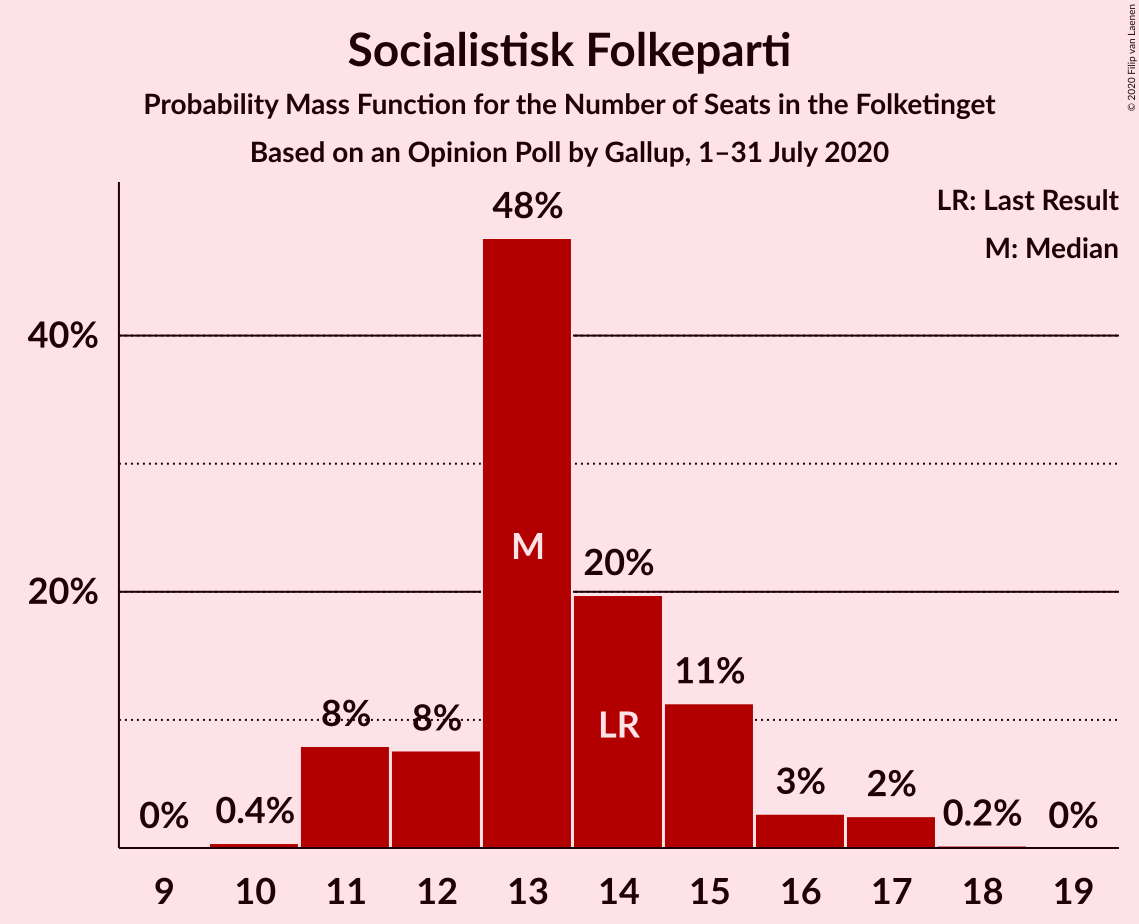 Socialistisk Folkeparti
Probability Mass Function for the Number of Seats in the Folketinget
Based on an Opinion Poll by Gallup, 1–31 July 2020
© 2020 Filip van Laenen
LR: Last Result
M: Median
48%
40%
M
20%
20%
11%
LR
8%
8%
3%
2%
0%
0.4%
0.2%
0%
9 10 11 12 13 14 15 16 17 18 19